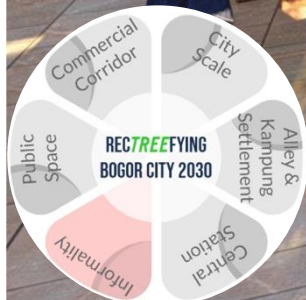 Commercial
Corridor
City
Scale
Public
Space
RECTREEFYING
BOGOR CITY 2030
Alley &
Kampung
Settlement
Informality
Central
Station